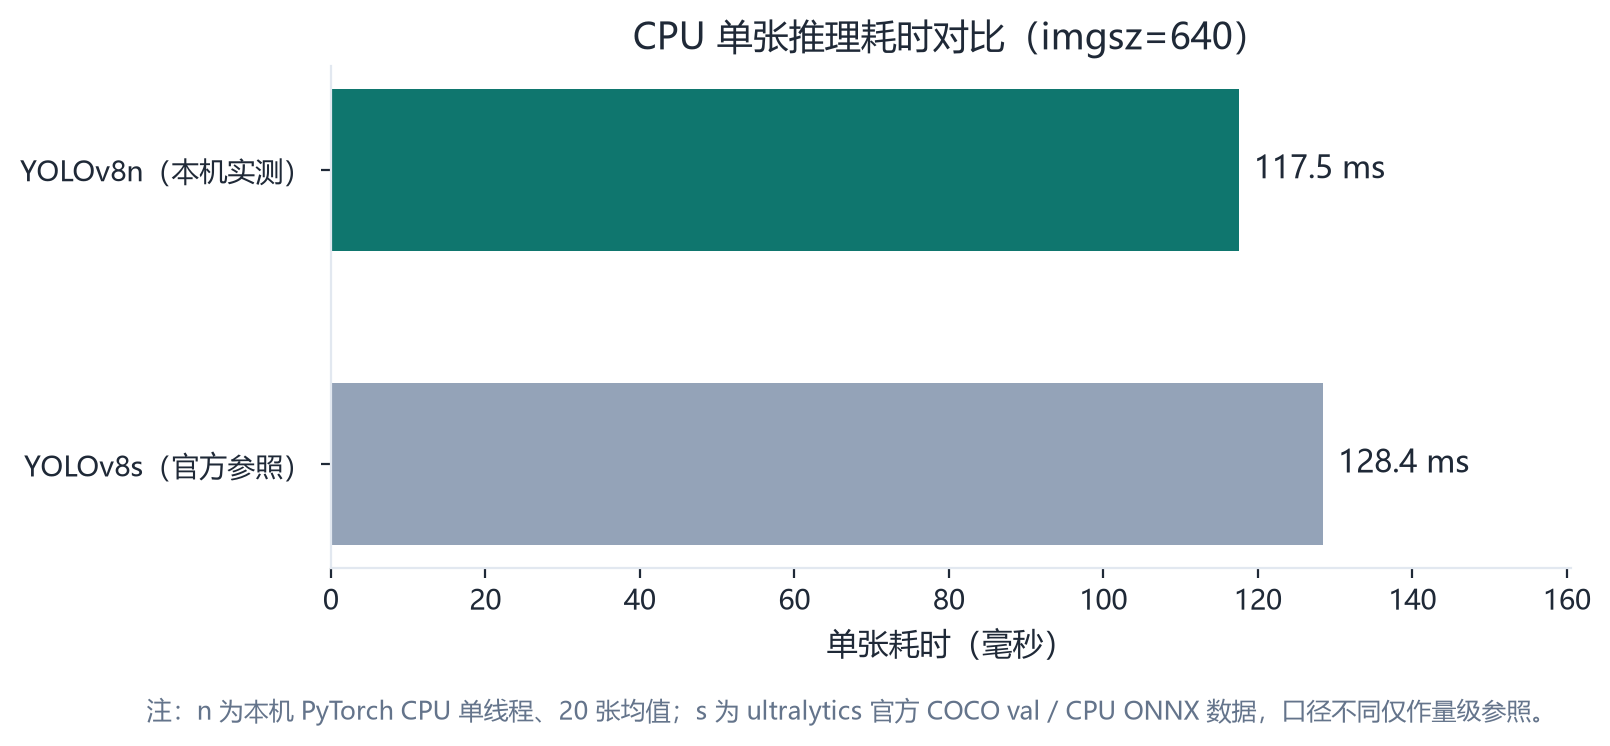 CPU 单张推理耗时对比（imgsz=640）
YOLOv8n（本机实测）
117.5 ms
YOLOv8s（官方参照）
128.4 ms
0 20 40 60 80 100 120 140 160
单张耗时（毫秒）
注：n 为本机 PyTorch CPU 单线程、20 张均值；s 为 ultralytics 官方 COCO val / CPU ONNX 数据，口径不同仅作量级参照。